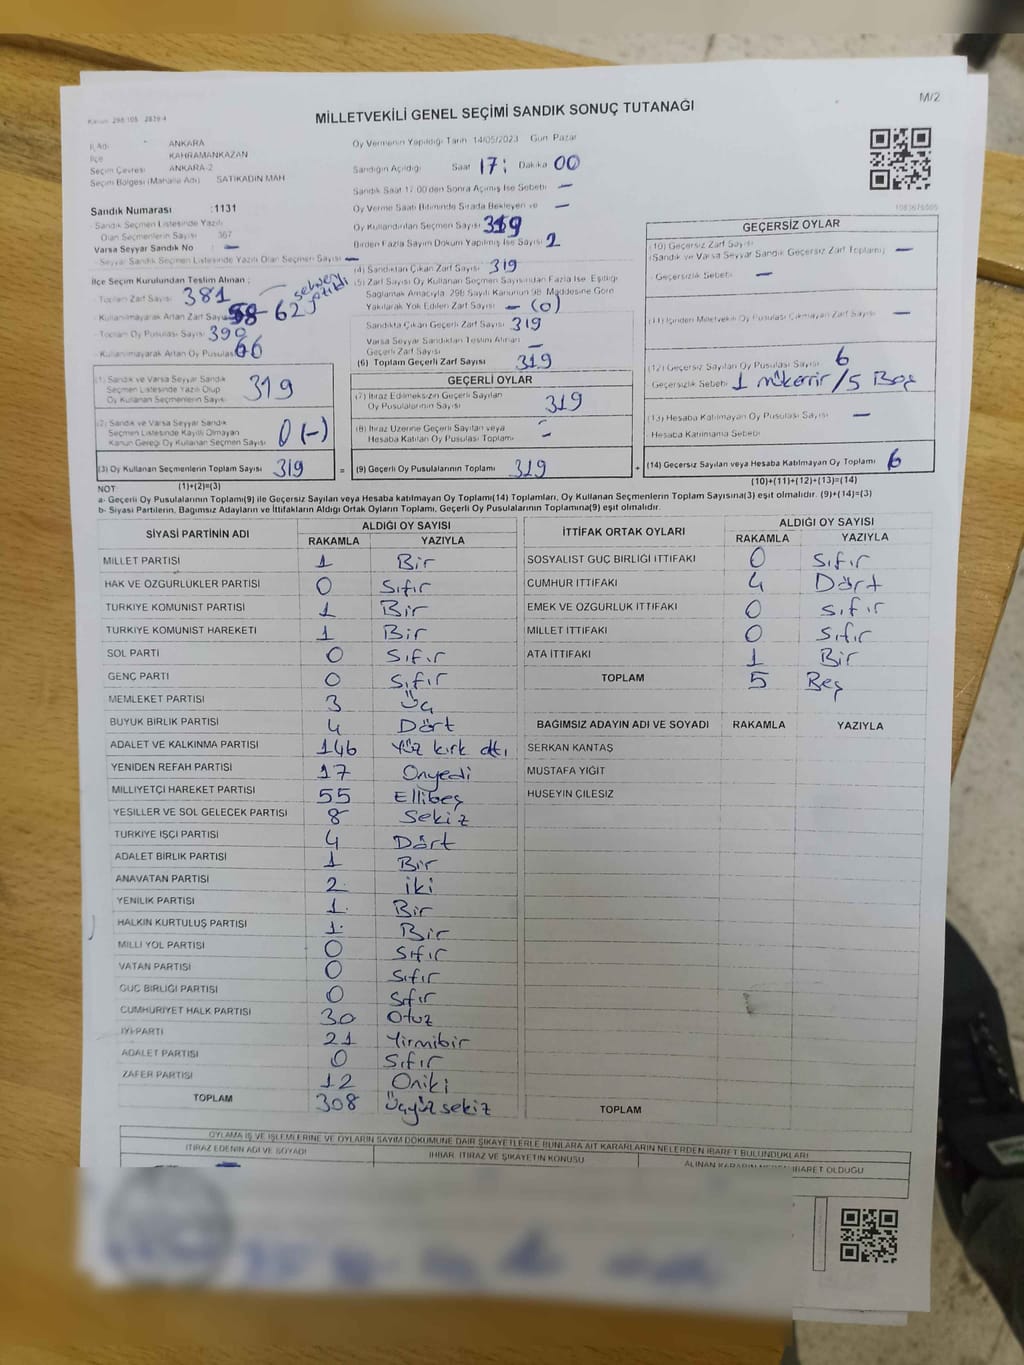 M/2
Kanun: 298/105 - 2839/4
MİLLETVEKİLİ GENEL SEÇİMİ SANDIK SONUÇ TUTANAĞI
İl Adı : ANKARA
İlçe KAHRAMANKAZAN
Seçim Çevresi ANKARA-2
Seçim Bölgesi (Mahalle Adı) SATIKADIN MAH
Sandık Numarası :1131
Sandık Seçmen Listesinde Yazılı
Olan Seçmenlerin Sayısı 367
Varsa Seyyar Sandık No : —
Seyyar Sandık Seçmen Listesinde Yazılı Olan Seçmen Sayısı —
İlçe Seçim Kurulundan Teslim Alınan ;
Toplam Zarf Sayısı 381
Kullanılmayarak Artan Zarf Sayısı 62
Toplam Oy Pusulası Sayısı
Kullanılmayarak Artan Oy Pusulası 66
Oy Vermenin Yapıldığı Tarih 14/05/2023 Gün Pazar
Sandığın Açıldığı Saat 17: Dakika 00
Sandık Saat 17:00'den Sonra Açılmış İse Sebebi —
Oy Verme Saati Bitiminde Sırada Bekleyen ve —
Oy Kullandırılan Seçmen Sayısı 319
Birden Fazla Sayım Döküm Yapılmış İse Sayısı 2
(4) Sandıktan Çıkan Zarf Sayısı 319
(5) Zarf Sayısı Oy Kullanan Seçmen Sayısından Fazla İse, Eşitliği
Sağlamak Amacıyla, 298 Sayılı Kanunun 98. Maddesine Göre
Yakılarak Yok Edilen Zarf Sayısı — (0)
Sandıkta Çıkan Geçerli Zarf Sayısı 319
Varsa Seyyar Sandıktan Teslim Alınan
Geçerli Zarf Sayısı —
(6) Toplam Geçerli Zarf Sayısı 319
GEÇERSİZ OYLAR
(10) Geçersiz Zarf Sayısı
(Sandık ve Varsa Seyyar Sandık Geçersiz Zarf Toplamı) —
Geçersizlik Sebebi —
(11) İçinden Milletvekili Oy Pusulası Çıkmayan Zarf Sayısı —
(12) Geçersiz Sayılan Oy Pusulası Sayısı 6
Geçersizlik Sebebi 1 mükerrir / 5 Boş
(13) Hesaba Katılmayan Oy Pusulası Sayısı —
Hesaba Katılmama Sebebi
(1) Sandık ve Varsa Seyyar Sandık
Seçmen Listesinde Yazılı Olup
Oy Kullanan Seçmenlerin Sayısı 319
(2) Sandık ve Varsa Seyyar Sandık
Seçmen Listesinde Kayıtlı Olmayan
Kanun Gereği Oy Kullanan Seçmen Sayısı 0 (-)
GEÇERLİ OYLAR
(7) İtiraz Edilmeksizin Geçerli Sayılan
Oy Pusulalarının Sayısı 319
(8) İtiraz Üzerine Geçerli Sayılan veya
Hesaba Katılan Oy Pusulası Toplamı —
(3) Oy Kullanan Seçmenlerin Toplam Sayısı 319 = (9) Geçerli Oy Pusulalarının Toplamı 319 + (14) Geçersiz Sayılan veya Hesaba Katılmayan Oy Toplamı 6
NOT (1)+(2)=(3) (10)+(11)+(12)+(13)=(14)
a- Geçerli Oy Pusulalarının Toplamı(9) ile Geçersiz Sayılan veya Hesaba katılmayan Oy Toplamı(14) Toplamları, Oy Kullanan Seçmenlerin Toplam Sayısına(3) eşit olmalıdır. (9)+(14)=(3)
b- Siyasi Partilerin, Bağımsız Adayların ve İttifakların Aldığı Ortak Oyların Toplamı, Geçerli Oy Pusulalarının Toplamına(9) eşit olmalıdır.
SİYASİ PARTİNİN ADI ALDIĞI OY SAYISI
RAKAMLA YAZIYLA
MİLLET PARTİSİ 1 Bir
HAK VE ÖZGÜRLÜKLER PARTİSİ 0 Sıfır
TÜRKİYE KOMÜNİST PARTİSİ 1 Bir
TÜRKİYE KOMÜNİST HAREKETİ 1 Bir
SOL PARTİ 0 Sıfır
GENÇ PARTİ 0 Sıfır
MEMLEKET PARTİSİ 3 Üç
BÜYÜK BİRLİK PARTİSİ 4 Dört
ADALET VE KALKINMA PARTİSİ 146 Yüz kırk altı
YENİDEN REFAH PARTİSİ 17 Onyedi
MİLLİYETÇİ HAREKET PARTİSİ 55 Ellibeş
YEŞİLLER VE SOL GELECEK PARTİSİ 8 Sekiz
TÜRKİYE İŞÇİ PARTİSİ 4 Dört
ADALET BİRLİK PARTİSİ 1 Bir
ANAVATAN PARTİSİ 2 iki
YENİLİK PARTİSİ 1 Bir
HALKIN KURTULUŞ PARTİSİ 1 Bir
MİLLİ YOL PARTİSİ 0 Sıfır
VATAN PARTİSİ 0 Sıfır
GÜÇ BİRLİĞİ PARTİSİ 0 Sıfır
CUMHURİYET HALK PARTİSİ 30 Otuz
İYİ PARTİ 21 Yirmibir
ADALET PARTİSİ 0 Sıfır
ZAFER PARTİSİ 12 Oniki
TOPLAM 308 Üçyüz sekiz
İTTİFAK ORTAK OYLARI ALDIĞI OY SAYISI
RAKAMLA YAZIYLA
SOSYALİST GÜÇ BİRLİĞİ İTTİFAKI 0 Sıfır
CUMHUR İTTİFAKI 4 Dört
EMEK VE ÖZGÜRLÜK İTTİFAKI 0 Sıfır
MİLLET İTTİFAKI 0 Sıfır
ATA İTTİFAKI 1 Bir
TOPLAM 5 Beş
BAĞIMSIZ ADAYIN ADI VE SOYADI RAKAMLA YAZIYLA
SERKAN KANTAŞ
MUSTAFA YİĞİT
HÜSEYİN ÇİLESİZ
TOPLAM
OYLAMA İŞ VE İŞLEMLERİNE VE OYLARIN SAYIM DÖKÜMÜNE DAİR ŞİKAYETLERLE BUNLARA AİT KARARLARIN NELERDEN İBARET BULUNDUKLARI
İTİRAZ EDENİN ADI VE SOYADI İHBAR, İTİRAZ VE ŞİKAYETİN KONUSU ALINAN KARARIN NEDEN İBARET OLDUĞU